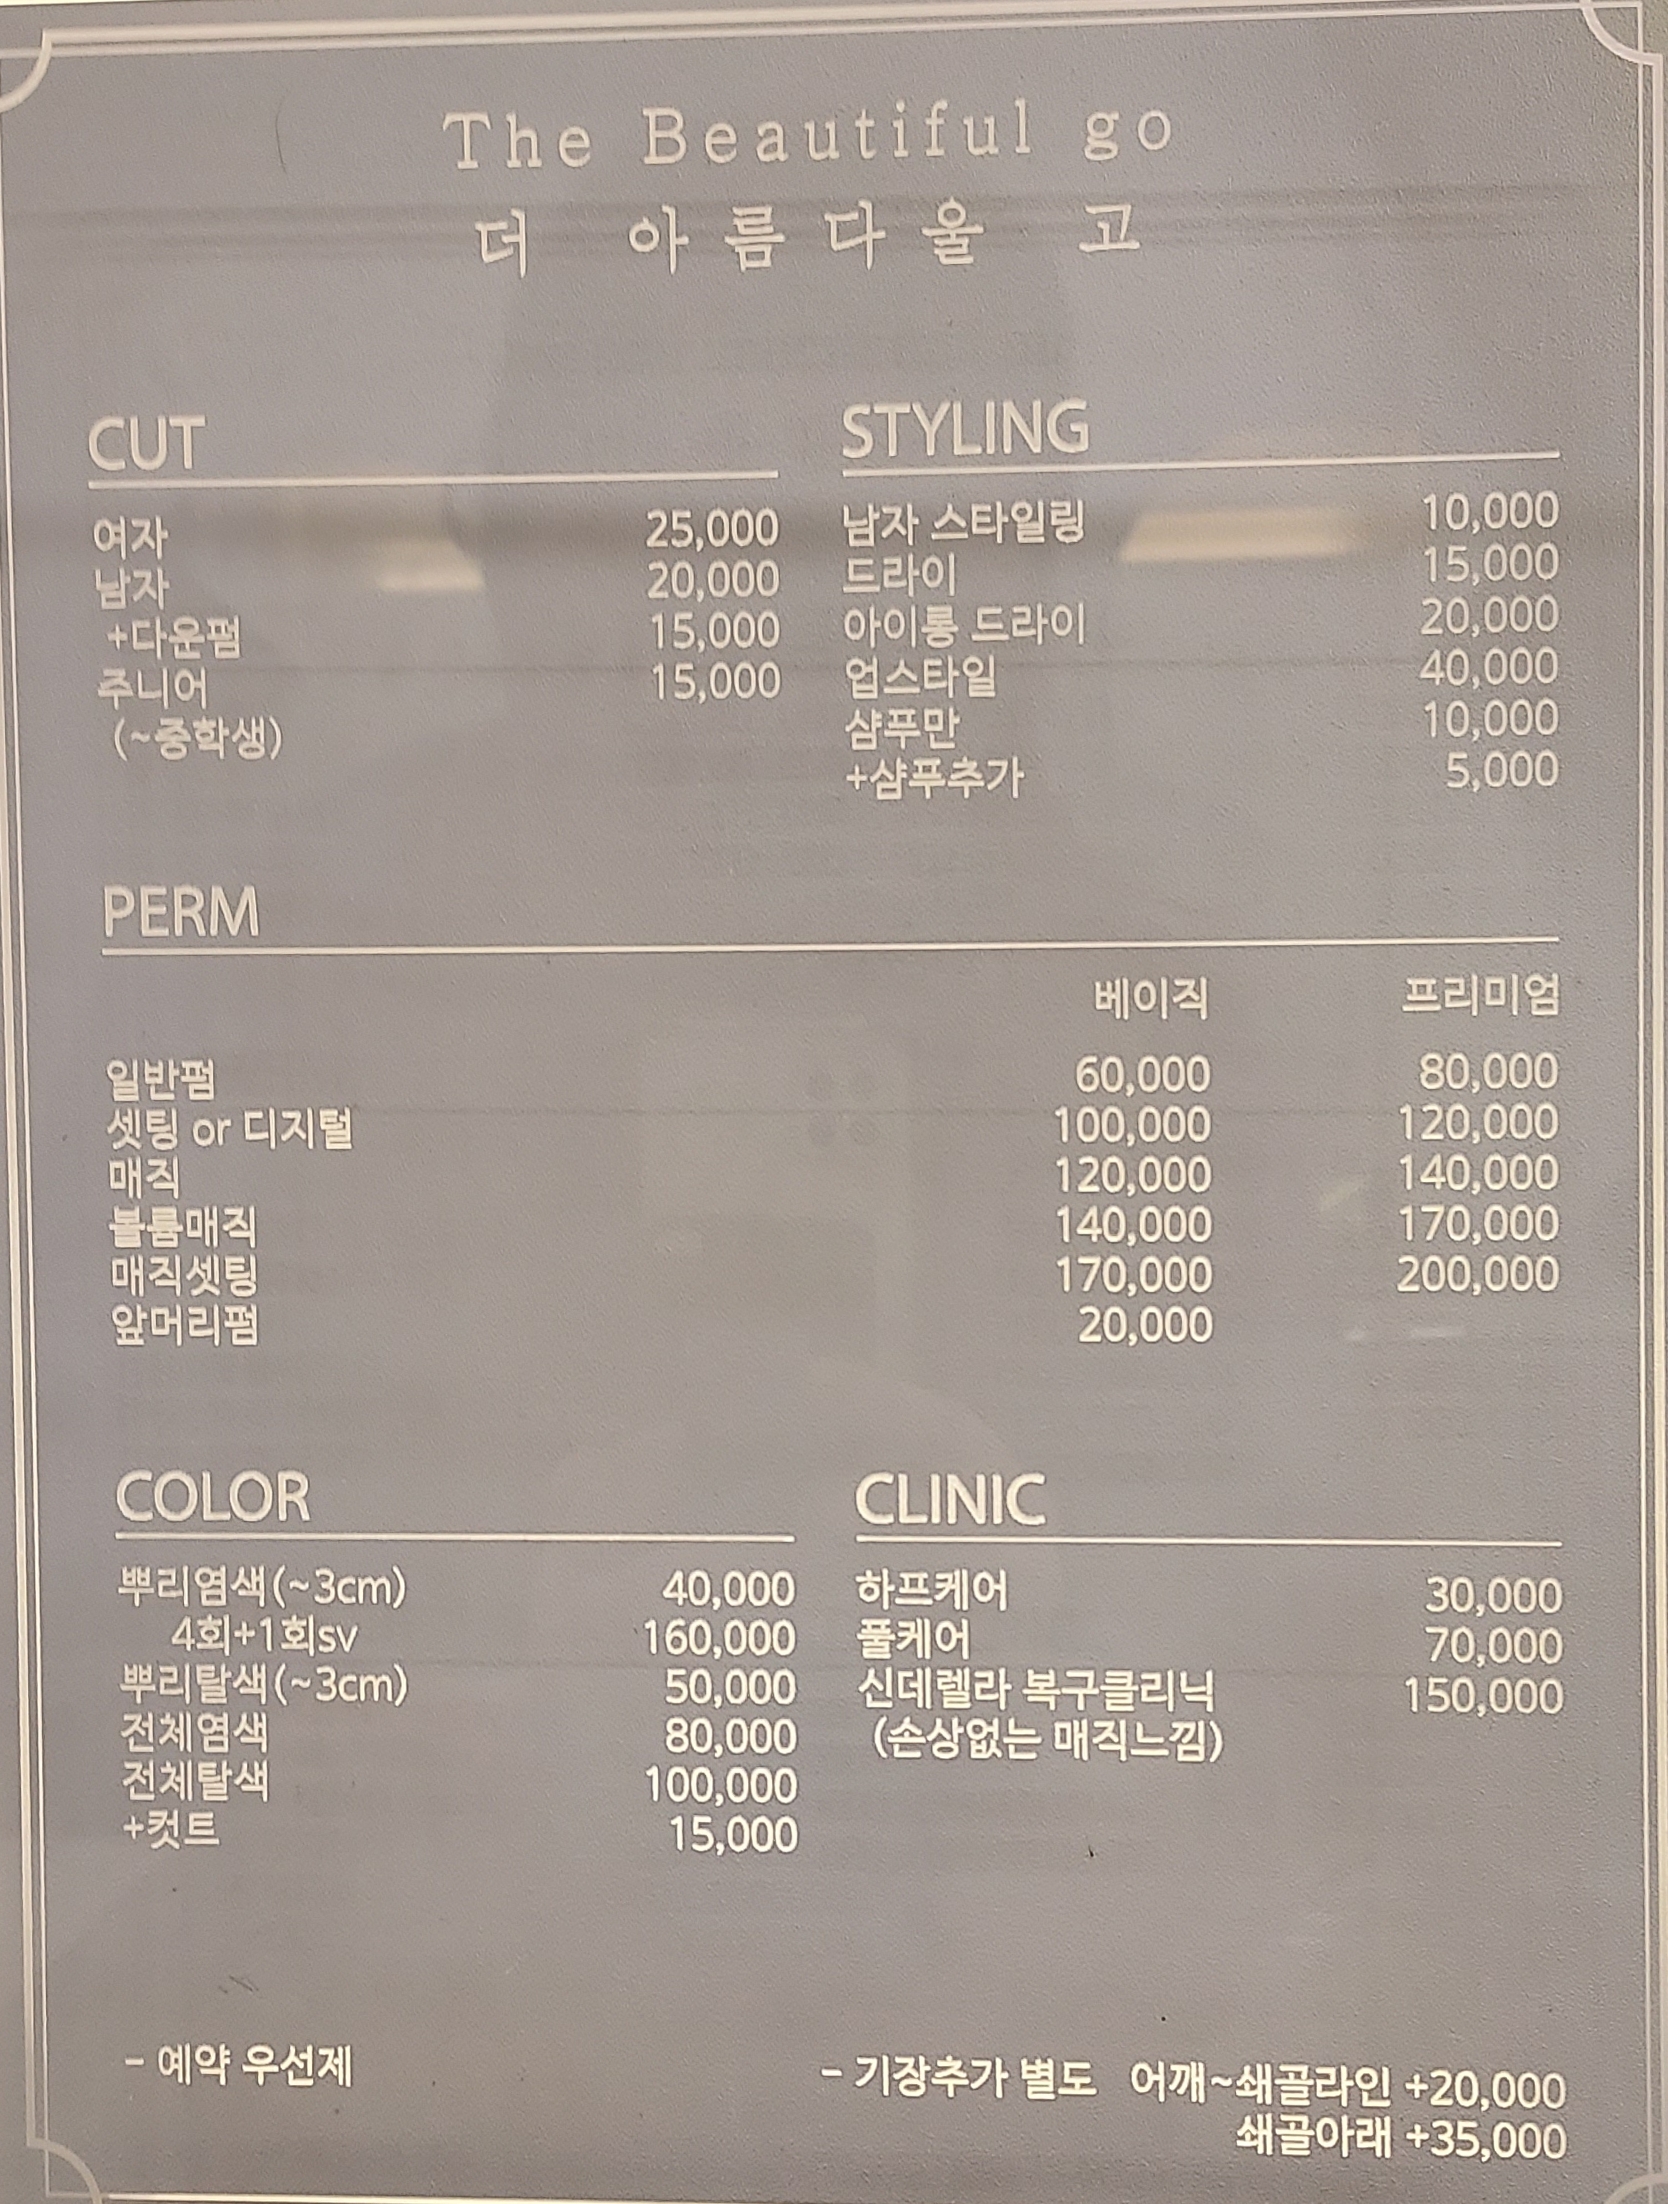 The Beautiful go
더 아름다울 고
CUT
여자 25,000
남자 20,000
+다운펌 15,000
주니어 15,000
(~중학생)
STYLING
남자 스타일링 10,000
드라이 15,000
아이롱 드라이 20,000
업스타일 40,000
샴푸만 10,000
+샴푸추가 5,000
PERM
베이직 프리미엄
일반펌 60,000 80,000
셋팅 or 디지털 100,000 120,000
매직 120,000 140,000
볼륨매직 140,000 170,000
매직셋팅 170,000 200,000
앞머리펌 20,000
COLOR
뿌리염색(~3cm) 40,000
4회+1회sv 160,000
뿌리탈색(~3cm) 50,000
전체염색 80,000
전체탈색 100,000
+컷트 15,000
CLINIC
하프케어 30,000
풀케어 70,000
신데렐라 복구클리닉 150,000
(손상없는 매직느낌)
- 예약 우선제
- 기장추가 별도 어깨~쇄골라인 +20,000
쇄골아래 +35,000